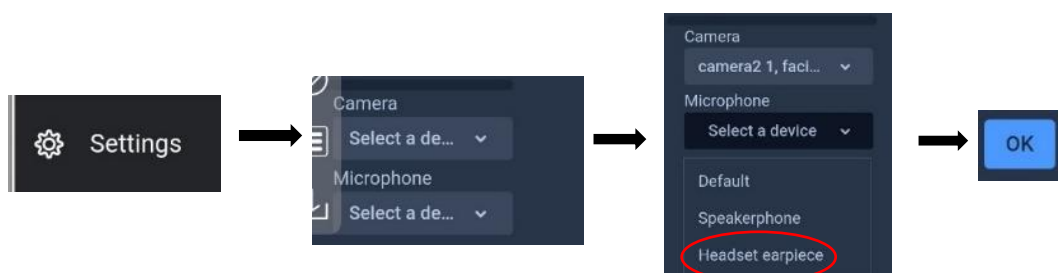 Settings
Camera
Select a de...
Microphone
Select a de...
Camera
camera2 1, faci...
Microphone
Select a device
Default
Speakerphone
Headset earpiece
OK